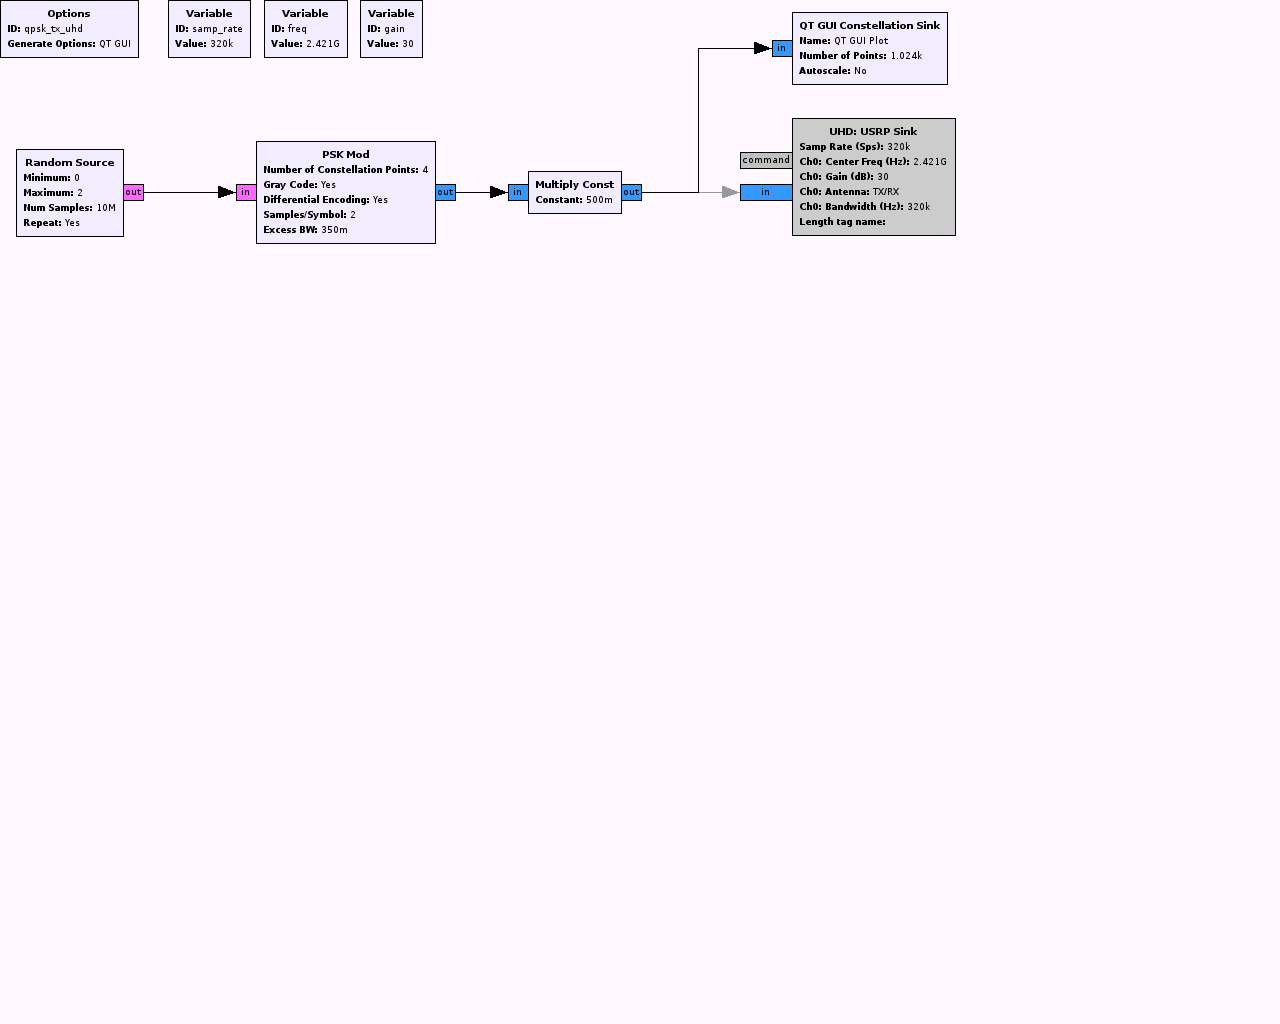 Options
ID: qpsk_tx_uhd
Generate Options: QT GUI
Variable
ID: samp_rate
Value: 320k
Variable
ID: freq
Value: 2.421G
Variable
ID: gain
Value: 30
QT GUI Constellation Sink
Name: QT GUI Plot
Number of Points: 1.024k
Autoscale: No
in
Random Source
Minimum: 0
Maximum: 2
Num Samples: 10M
Repeat: Yes
out
in
PSK Mod
Number of Constellation Points: 4
Gray Code: Yes
Differential Encoding: Yes
Samples/Symbol: 2
Excess BW: 350m
out
in
Multiply Const
Constant: 500m
out
command
in
UHD: USRP Sink
Samp Rate (Sps): 320k
Ch0: Center Freq (Hz): 2.421G
Ch0: Gain (dB): 30
Ch0: Antenna: TX/RX
Ch0: Bandwidth (Hz): 320k
Length tag name: